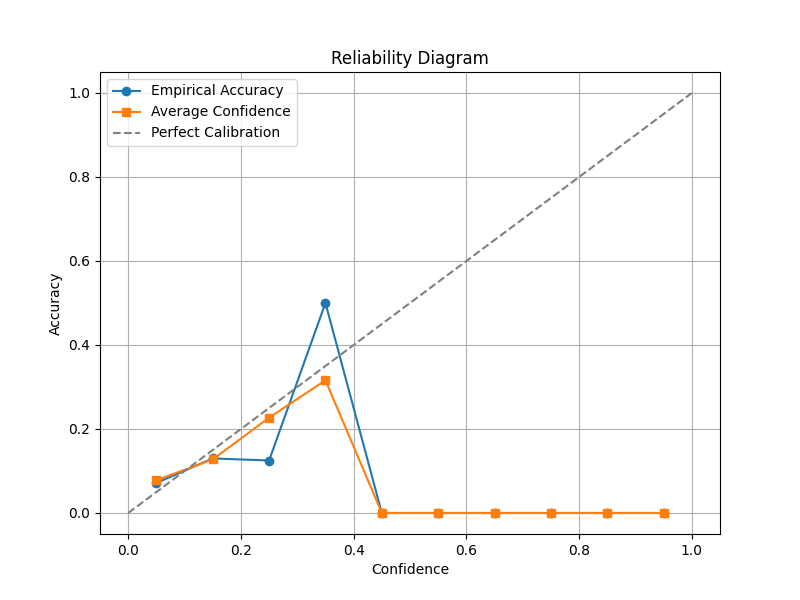 Reliability Diagram
Empirical Accuracy
Average Confidence
Perfect Calibration
Accuracy
1.0
0.8
0.6
0.4
0.2
0.0
0.0 0.2 0.4 0.6 0.8 1.0
Confidence